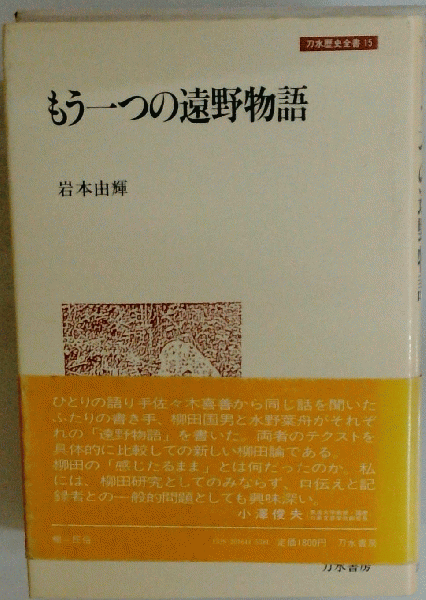 刀水歴史全書15
もう一つの遠野物語
岩本由輝
ひとりの語り手佐々木喜善から同じ話を聞いた
ふたりの書き手、柳田国男と水野葉舟がそれぞ
れの「遠野物語」を書いた。両者のテクストを
具体的に比較しての新しい柳田論である。
柳田の「感じたるまま」とは何だったのか。私
には、柳田研究としてのみならず、口伝えと記
録者との一般的問題としても興味深い。
小澤俊夫
定価1800円 刀水書房
刀水書房